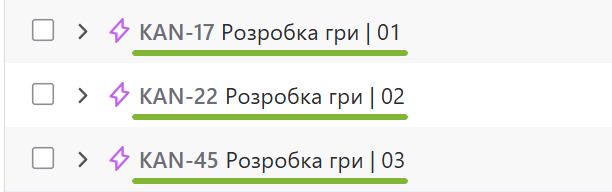 KAN-17 Розробка гри | 01
KAN-22 Розробка гри | 02
KAN-45 Розробка гри | 03